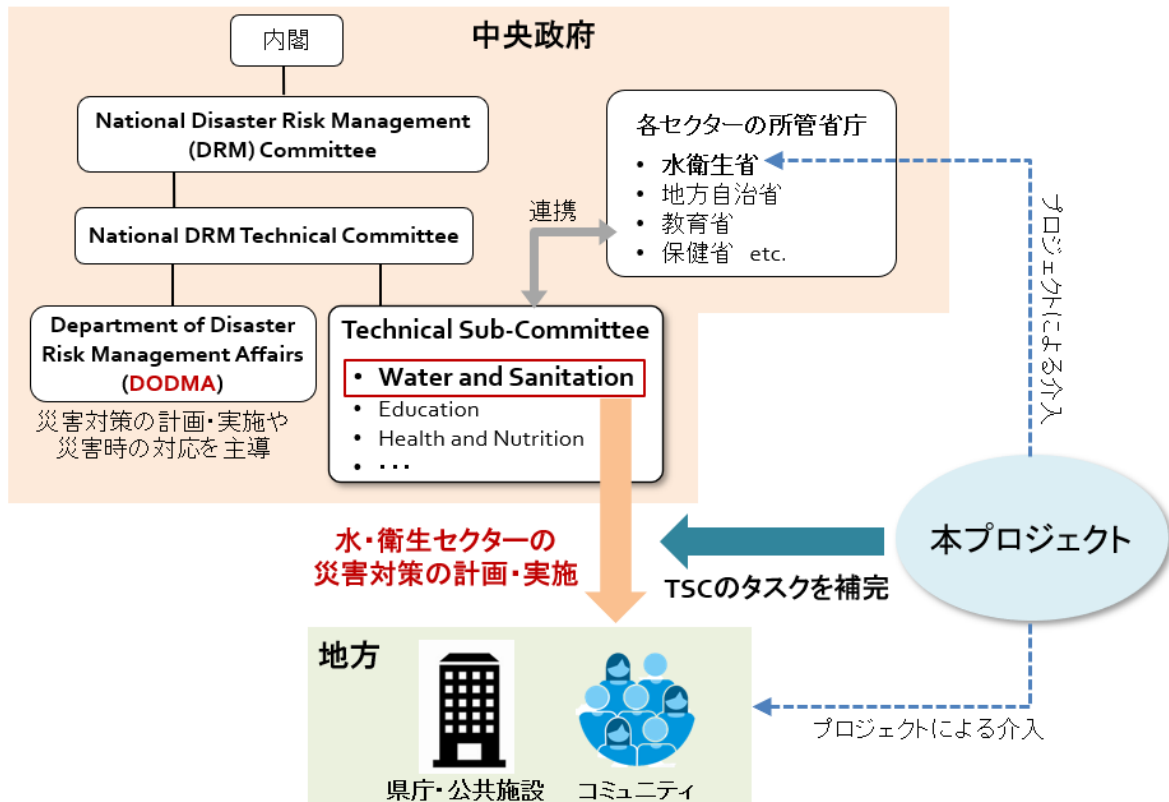 中央政府
内閣
National Disaster Risk Management
(DRM) Committee
National DRM Technical Committee
Department of Disaster
Risk Management Affairs
(DODMA)
災害対策の計画・実施や
災害時の対応を主導
Technical Sub-Committee
• Water and Sanitation
• Education
• Health and Nutrition
• ・・・
連携
各セクターの所管省庁
• 水衛生省
• 地方自治省
• 教育省
• 保健省 etc.
プロジェクトによる介入
本プロジェクト
TSCのタスクを補完
水・衛生セクターの
災害対策の計画・実施
地方
県庁・公共施設
コミュニティ
プロジェクトによる介入